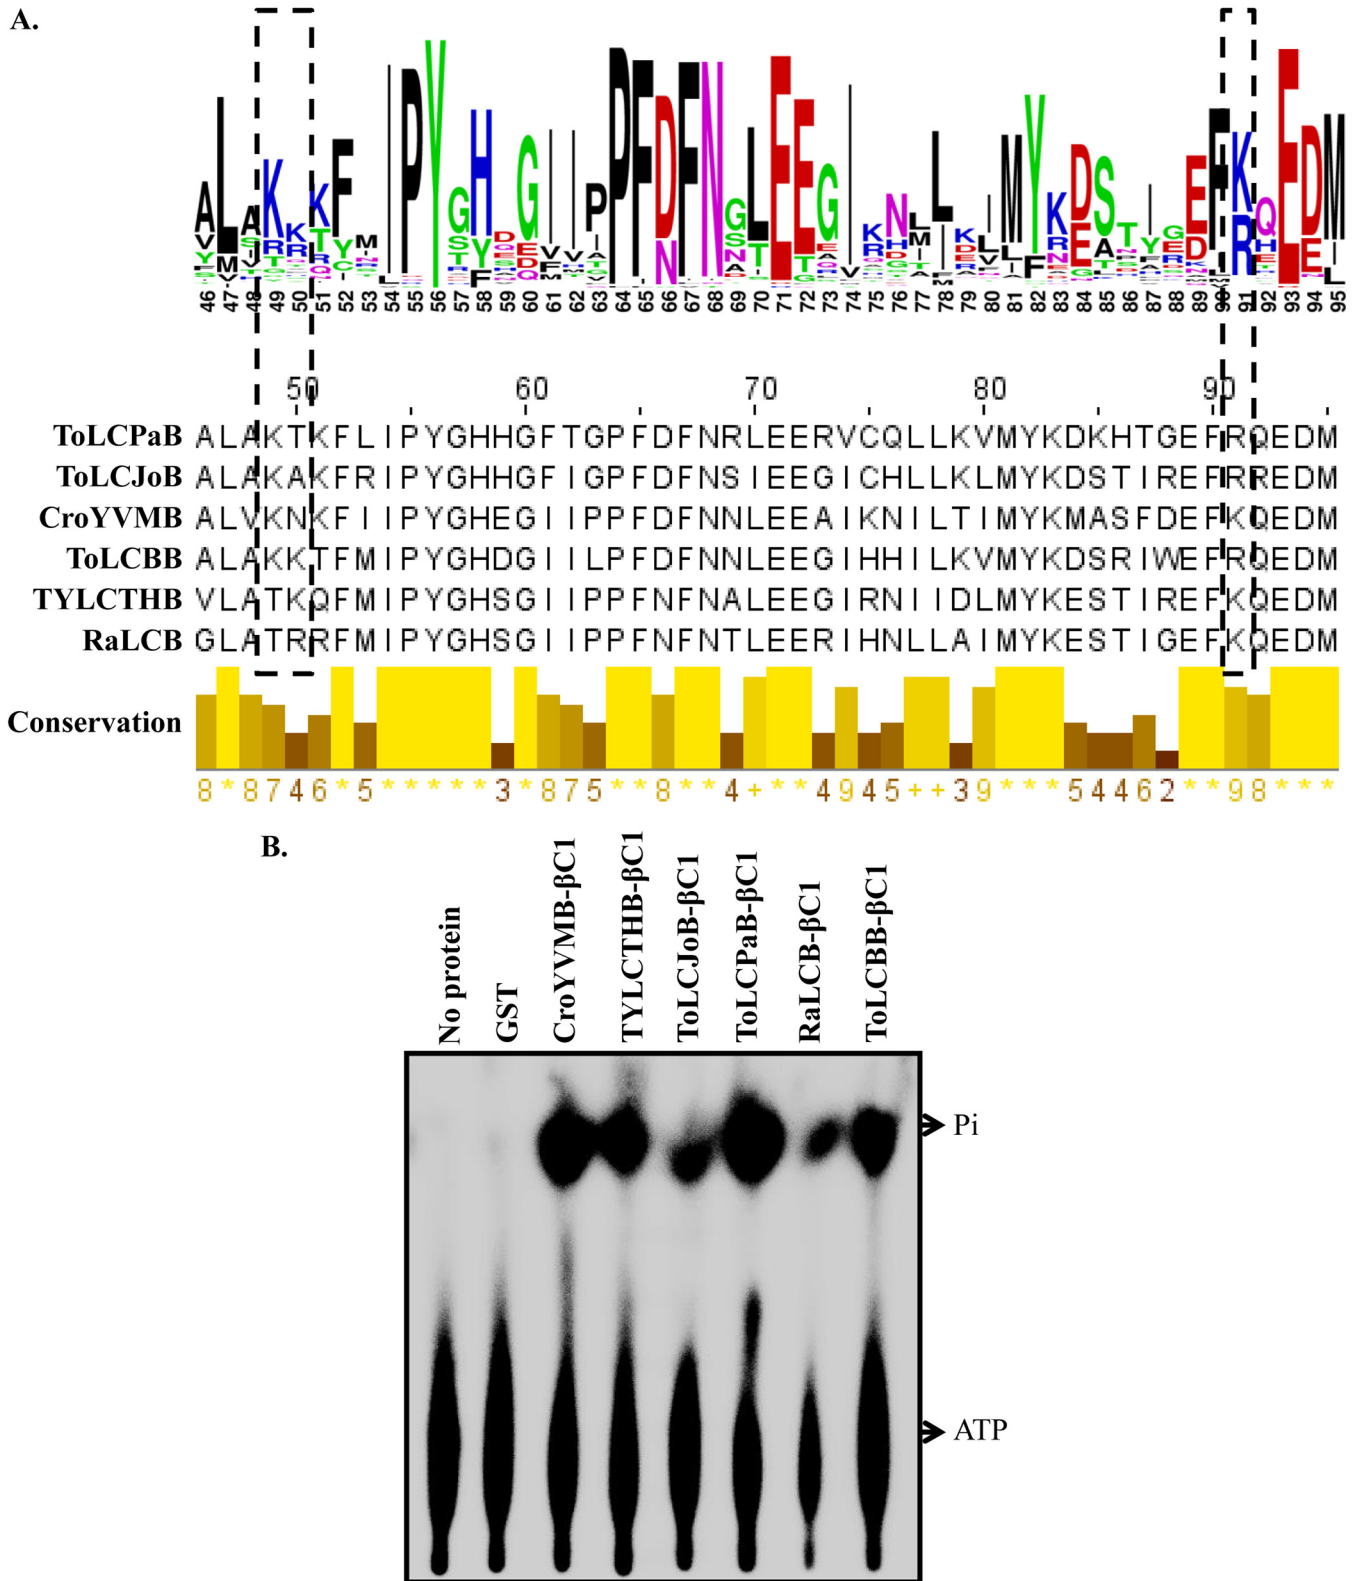 A.
46 47 48 49 50 51 52 53 54 55 56 57 58 59 60 61 62 63 64 65 66 67 68 69 70 71 72 73 74 75 76 77 78 79 80 81 82 83 84 85 86 87 88 89 90 91 92 93 94 95
50 60 70 80 90
ToLCPaB ALAKTKFLIPYGHHGFTGPFDFNRLEERVCQLLKVMYKDKHTGEFRQEDM
ToLCJoB ALAKAKFRIPYGHHGFIGPFDFNSIEEGICHLLKLMYKDSTIREFRREDM
CroYVMB ALVKNKFIIPYGHEGIIPPFDFNNLEEAIKNILTIMYKMASFDEFKQEDM
ToLCBB ALAKKTFMIPYGHDGIILPFDFNNLEEGIHHILKVMYKDSRIWEFRQEDM
TYLCTHB VLATKQFMIPYGHSGIIPPFNFNALEEGIRNIIDLMYKESTIREFKQEDM
RaLCB GLATRRFMIPYGHSGIIPPFNFNTLEERIHNLLAIMYKESTIGEFKQEDM
Conservation
8*8746*5*****3*875**8**4+**4945++39***54462**98***
B.
No protein
GST
CroYVMB-βC1
TYLCTHB-βC1
ToLCJoB-βC1
ToLCPaB-βC1
RaLCB-βC1
ToLCBB-βC1
Pi
ATP